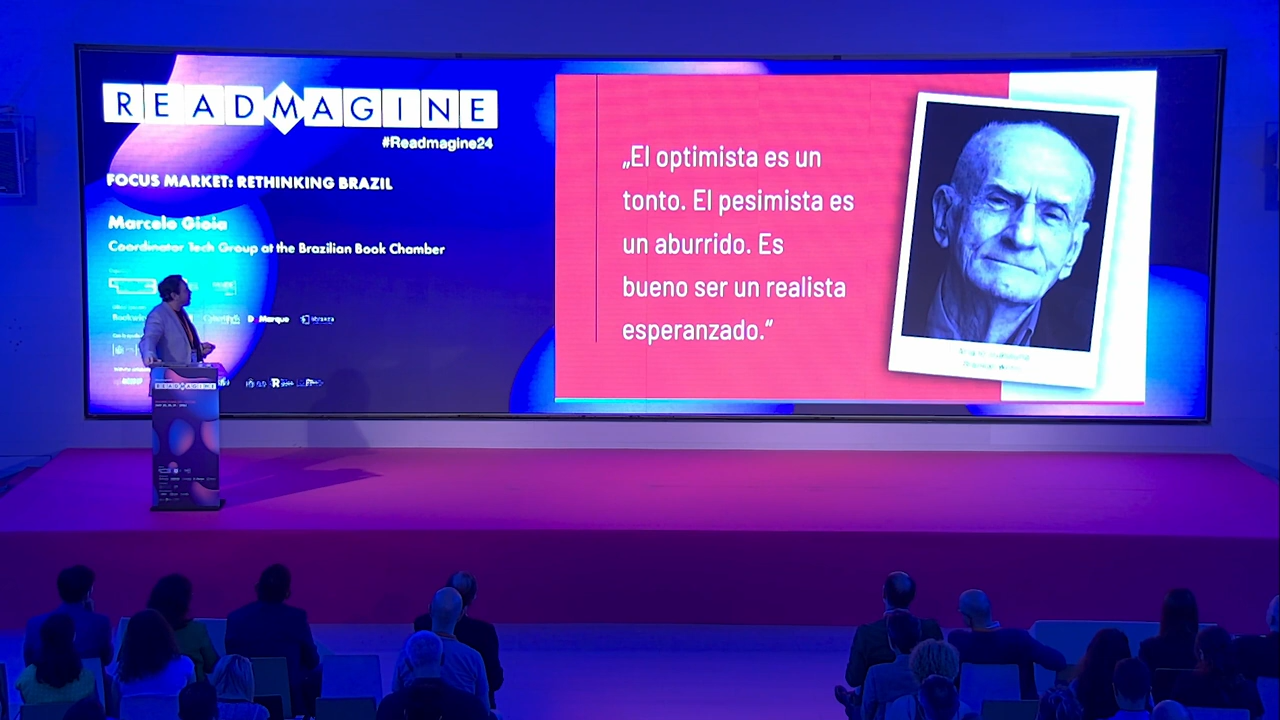 READMAGINE
#Readmagine24
FOCUS MARKET: RETHINKING BRAZIL
Marcelo Gioia
Coordinator Tech Group at the Brazilian Book Chamber
„El optimista es un
tonto. El pesimista es
un aburrido. Es
bueno ser un realista
esperanzado.“
READMAGINE